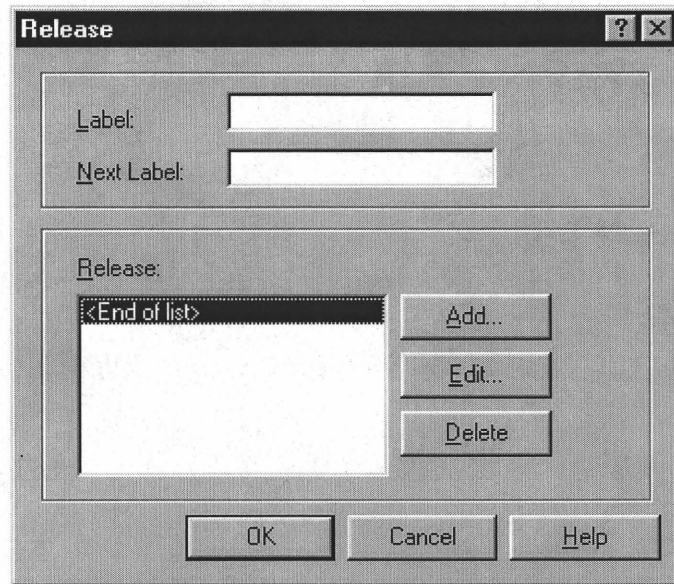 Release
Label:
Next Label:
Release:
<End of list>
Add...
Edit...
Delete
OK
Cancel
Help